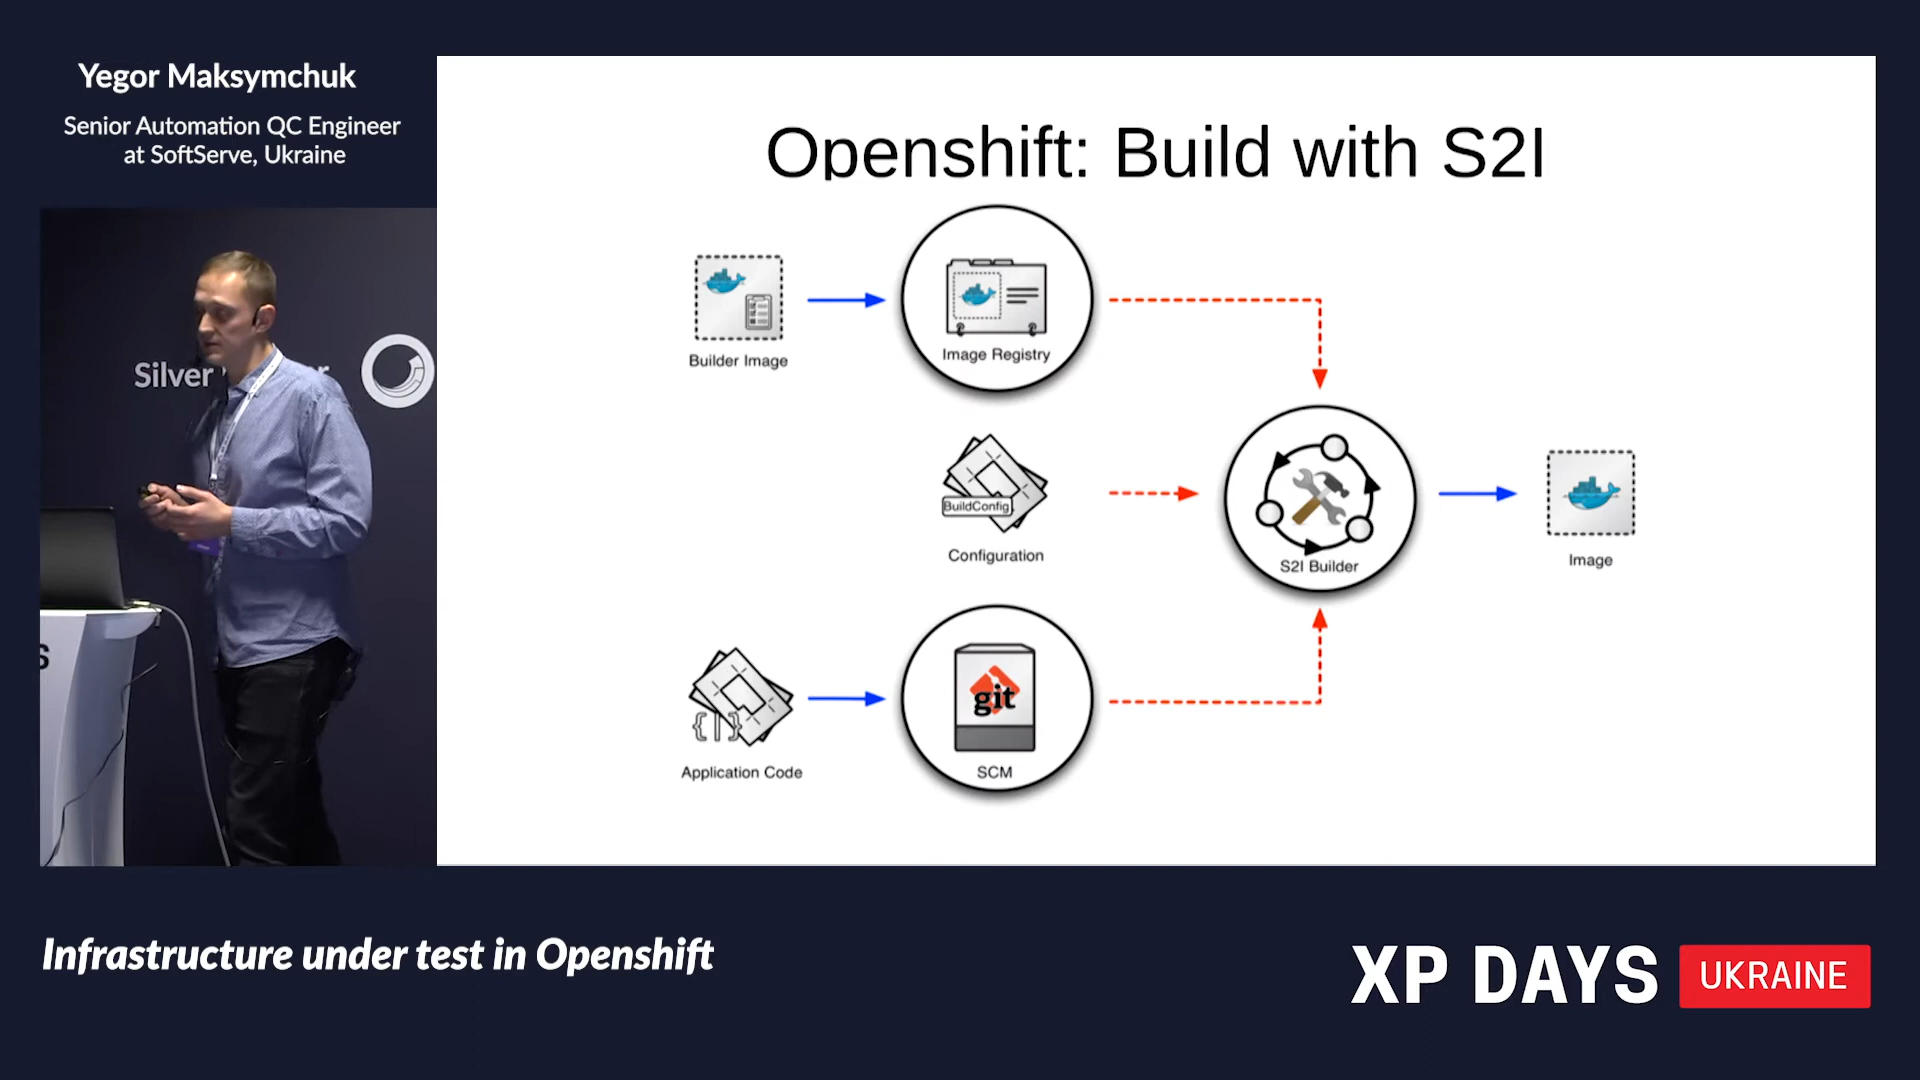 Yegor Maksymchuk
Senior Automation QC Engineer
at SoftServe, Ukraine
Silver
Openshift: Build with S2I
Builder Image
Image Registry
BuildConfig
Configuration
S2I Builder
Image
{|}
Application Code
git
SCM
Infrastructure under test in Openshift
XP DAYS UKRAINE